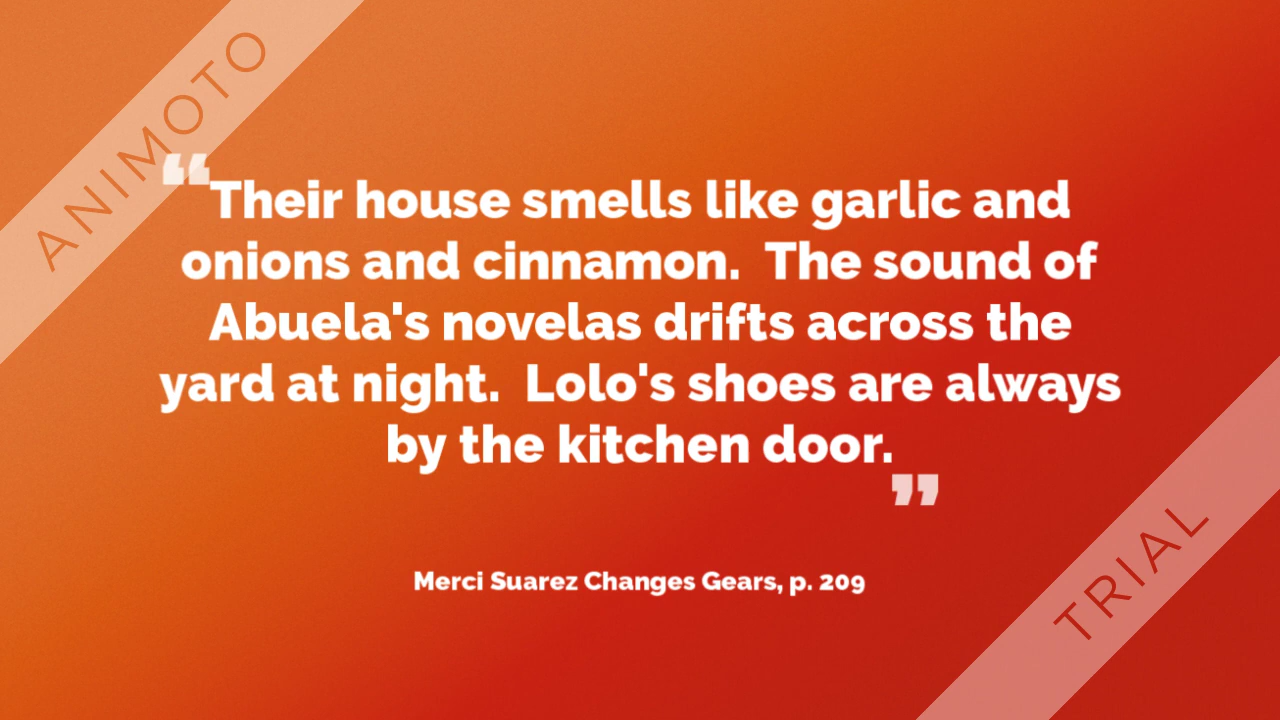 ANIMOTO
“Their house smells like garlic and
onions and cinnamon.  The sound of
Abuela's novelas drifts across the
yard at night.  Lolo's shoes are always
by the kitchen door.”
Merci Suarez Changes Gears, p. 209
TRIAL